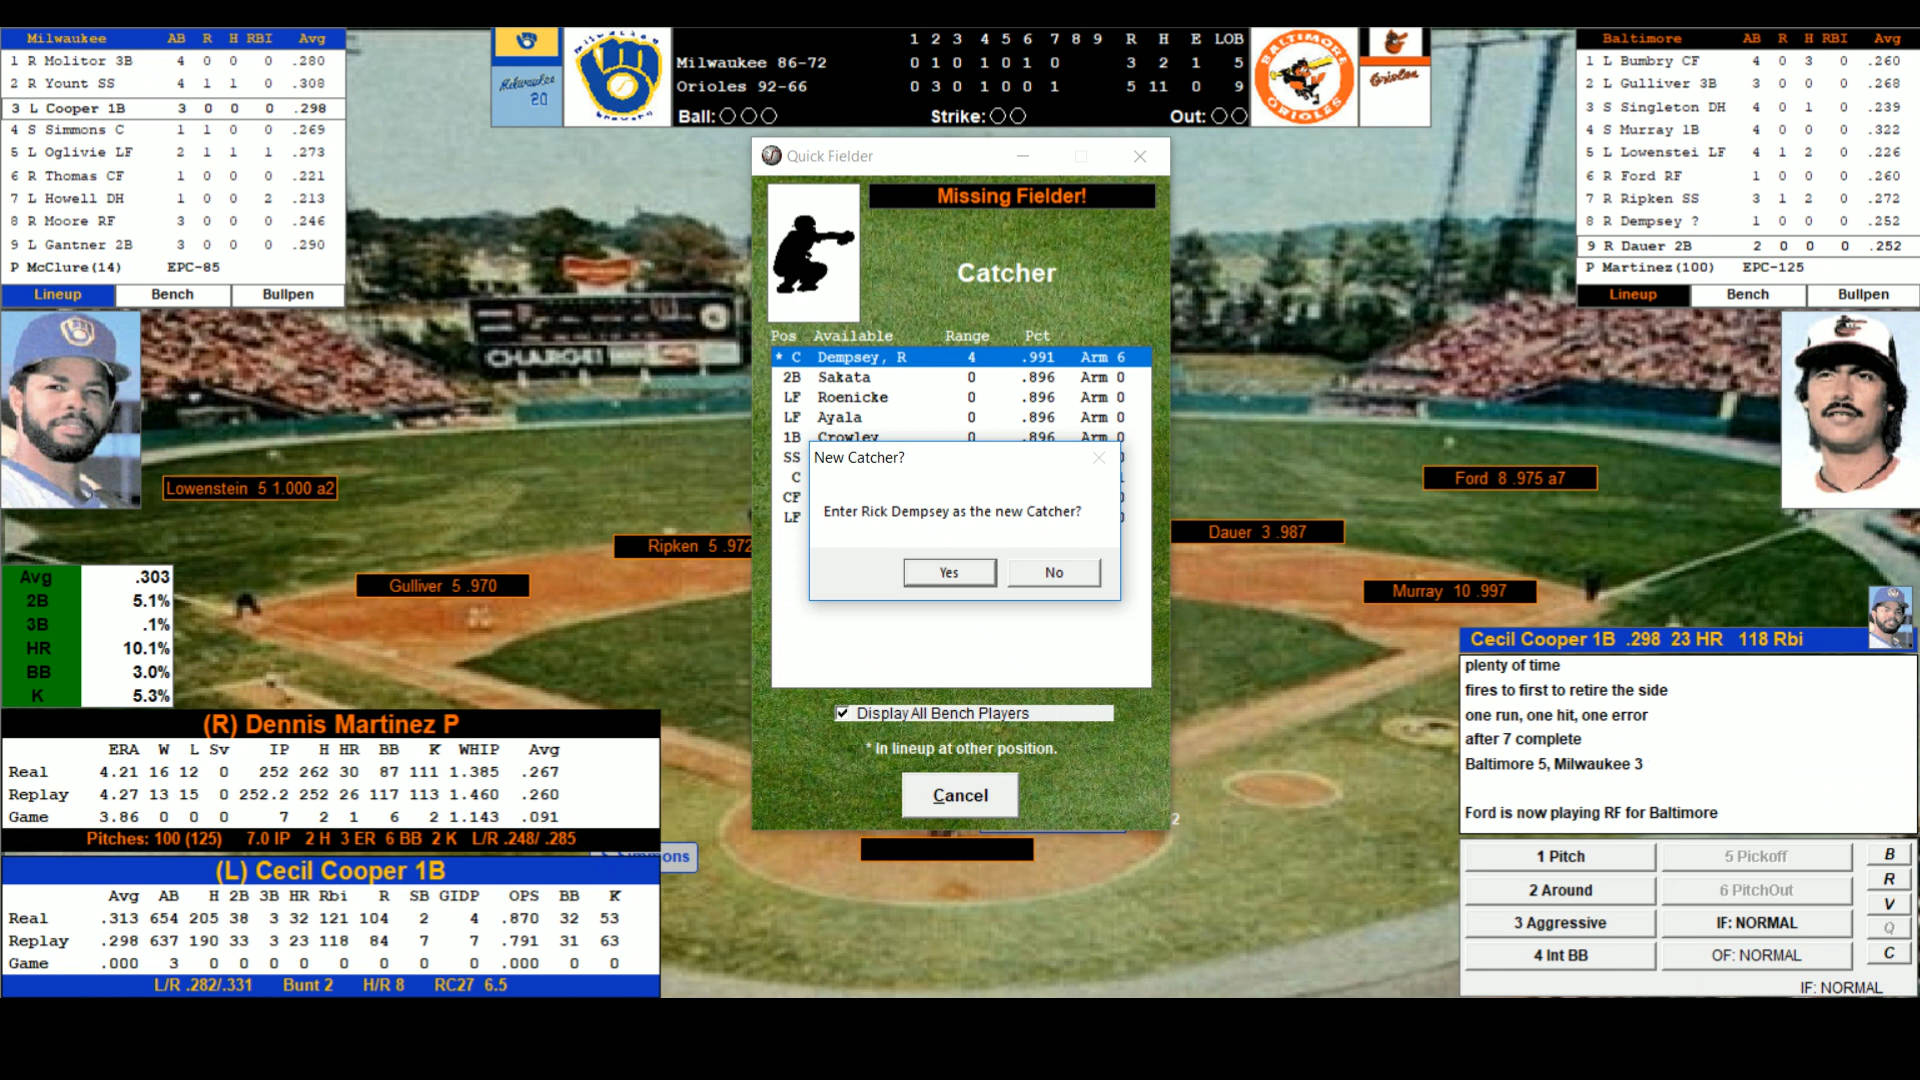 Milwaukee AB R H RBI Avg
1 R Molitor 3B 4 0 0 0 .280
2 R Yount SS 4 1 1 0 .308
3 L Cooper 1B 3 0 0 0 .298
4 S Simmons C 1 1 0 0 .269
5 L Oglivie LF 2 1 1 1 .273
6 R Thomas CF 1 0 0 0 .221
7 L Howell DH 1 0 0 2 .213
8 R Moore RF 3 0 0 0 .246
9 L Gantner 2B 3 0 0 0 .290
P McClure(14) EPC-85
Lineup Bench Bullpen
Milwaukee
20
1 2 3 4 5 6 7 8 9 R H E LOB
Milwaukee 86-72 0 1 0 1 0 1 0 3 2 1 5
Orioles 92-66 0 3 0 1 0 0 1 5 11 0 9
Ball: Strike: Out:
BALTIMORE
ORIOLES
Orioles
Baltimore AB R H RBI Avg
1 L Bumbry CF 4 0 3 0 .260
2 L Gulliver 3B 3 0 0 0 .268
3 S Singleton DH 4 0 1 0 .239
4 S Murray 1B 4 0 0 0 .322
5 L Lowenstei LF 4 1 2 0 .226
6 R Ford RF 1 0 0 0 .260
7 R Ripken SS 3 1 2 0 .272
8 R Dempsey ? 1 0 0 0 .252
9 R Dauer 2B 2 0 0 0 .252
P Martinez(100) EPC-125
Lineup Bench Bullpen
Quick Fielder
Missing Fielder!
Catcher
Pos Available Range Pct
* C Dempsey, R 4 .991 Arm 6
2B Sakata 0 .896 Arm 0
LF Roenicke 0 .896 Arm 0
LF Ayala 0 .896 Arm 0
1B Crowley 0 .896 Arm 0
SS
C
CF
LF
New Catcher?
Enter Rick Dempsey as the new Catcher?
Yes No
Display All Bench Players
* In lineup at other position.
Cancel
CHARGE!
Lowenstein 5 1.000 a2
Ford 8 .975 a7
Ripken 5 .972
Dauer 3 .987
Gulliver 5 .970
Murray 10 .997
Avg .303
2B 5.1%
3B .1%
HR 10.1%
BB 3.0%
K 5.3%
(R) Dennis Martinez P
ERA W L Sv IP H HR BB K WHIP Avg
Real 4.21 16 12 0 252 262 30 87 111 1.385 .267
Replay 4.27 13 15 0 252.2 252 26 117 113 1.460 .260
Game 3.86 0 0 0 7 2 1 6 2 1.143 .091
Pitches: 100 (125) 7.0 IP 2 H 3 ER 6 BB 2 K L/R .248/ .285
(L) Cecil Cooper 1B
Avg AB H 2B 3B HR Rbi R SB GIDP OPS BB K
Real .313 654 205 38 3 32 121 104 2 4 .870 32 53
Replay .298 637 190 33 3 23 118 84 7 7 .791 31 63
Game .000 3 0 0 0 0 0 0 0 0 .000 0 0
L/R .282/.331 Bunt 2 H/R 8 RC27 6.5
Cecil Cooper 1B .298 23 HR 118 Rbi
plenty of time
fires to first to retire the side
one run, one hit, one error
after 7 complete
Baltimore 5, Milwaukee 3
Ford is now playing RF for Baltimore
1 Pitch 5 Pickoff B
2 Around 6 PitchOut R
3 Aggressive IF: NORMAL V
Q
4 Int BB OF: NORMAL C
IF: NORMAL